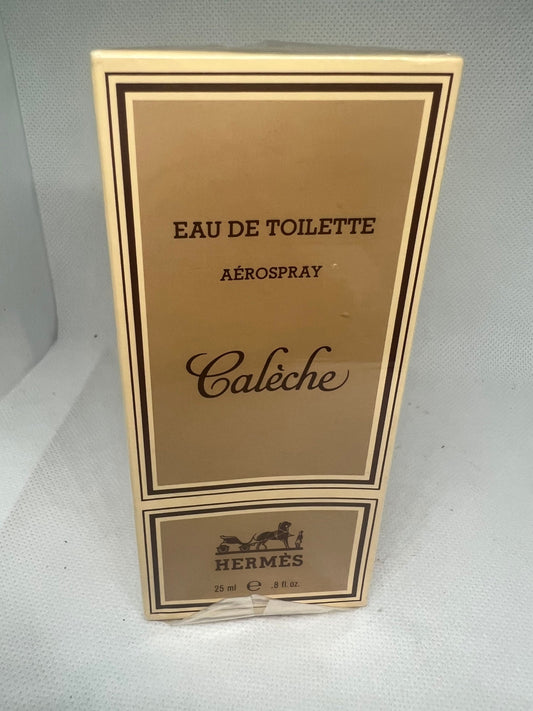 EAU DE TOILETTE
AÉROSPRAY
Calèche
HERMÈS
25 ml e .8 fl. oz.